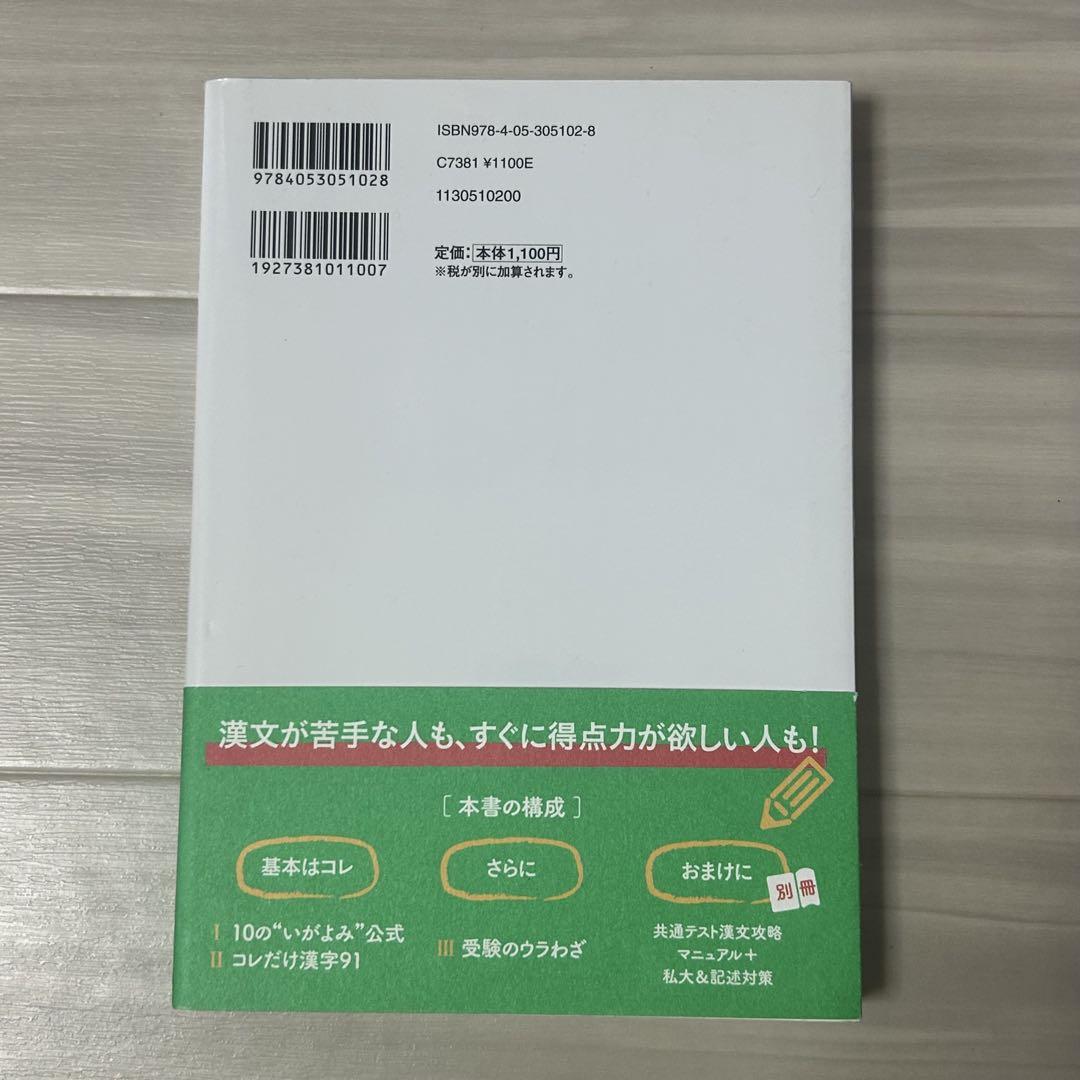 9784053051028
ISBN978-4-05-305102-8
C7381 ¥1100E
1130510200
1927381011007
定価：本体1,100円
※税が別に加算されます。
漢文が苦手な人も、すぐに得点力が欲しい人も！
［本書の構成］
基本はコレ
Ⅰ 10の“いがよみ”公式
Ⅱ コレだけ漢字91
さらに
Ⅲ 受験のウラわざ
おまけに
別冊
共通テスト漢文攻略
マニュアル＋
私大＆記述対策